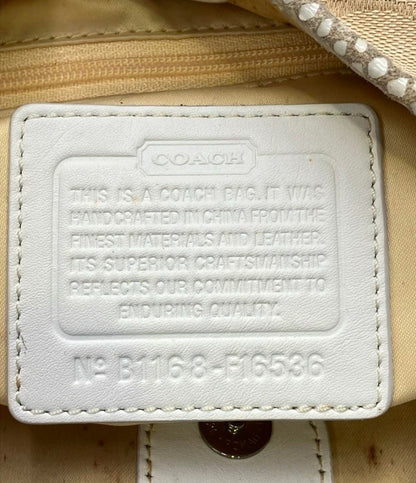 COACH
THIS IS A COACH BAG. IT WAS
HANDCRAFTED IN CHINA FROM THE
FINEST MATERIALS AND LEATHER.
ITS SUPERIOR CRAFTSMANSHIP
REFLECTS OUR COMMITMENT TO
ENDURING QUALITY.
Nº B1168-F16536